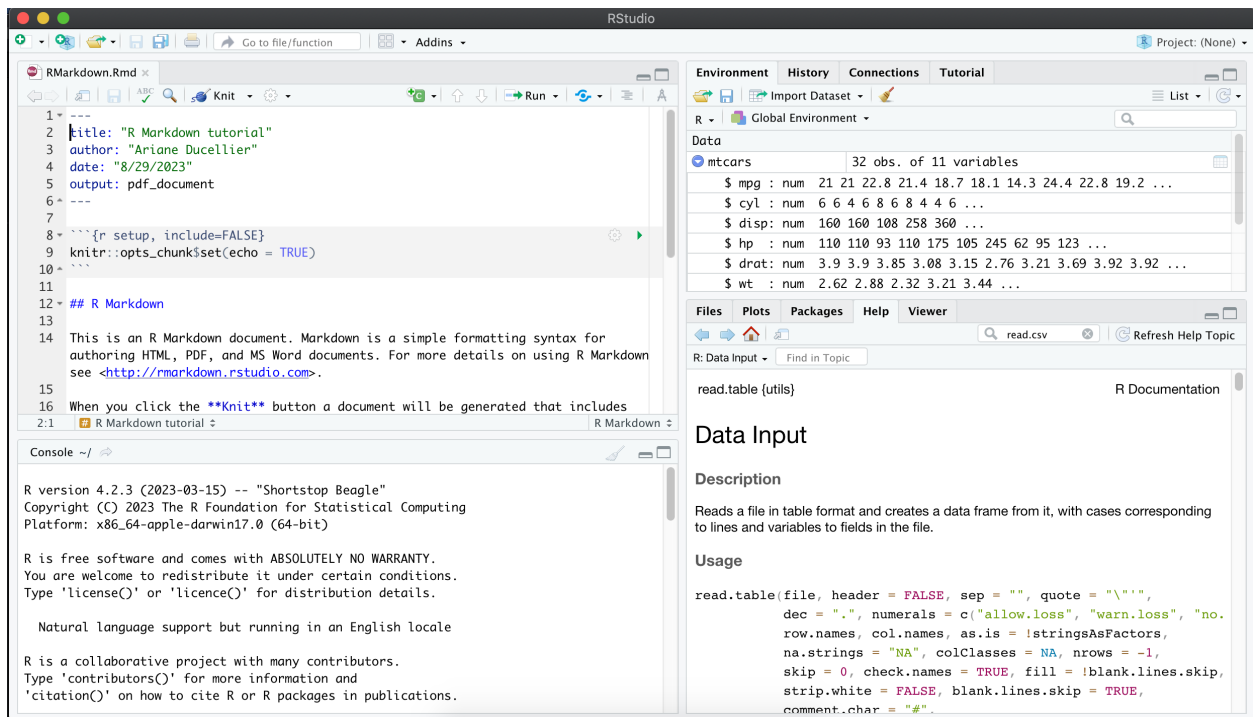 RStudio
Go to file/function
Addins
Project: (None)
RMarkdown.Rmd
ABC
Knit
Run
1 ---
2 title: "R Markdown tutorial"
3 author: "Ariane Ducellier"
4 date: "8/29/2023"
5 output: pdf_document
6 ---
7
8 ```{r setup, include=FALSE}
9 knitr::opts_chunk$set(echo = TRUE)
10 ```
11
12 ## R Markdown
13
14 This is an R Markdown document. Markdown is a simple formatting syntax for
authoring HTML, PDF, and MS Word documents. For more details on using R Markdown
see <http://rmarkdown.rstudio.com>.
15
16 When you click the **Knit** button a document will be generated that includes
2:1 # R Markdown tutorial
R Markdown
Console ~/
R version 4.2.3 (2023-03-15) -- "Shortstop Beagle"
Copyright (C) 2023 The R Foundation for Statistical Computing
Platform: x86_64-apple-darwin17.0 (64-bit)
R is free software and comes with ABSOLUTELY NO WARRANTY.
You are welcome to redistribute it under certain conditions.
Type 'license()' or 'licence()' for distribution details.
Natural language support but running in an English locale
R is a collaborative project with many contributors.
Type 'contributors()' for more information and
'citation()' on how to cite R or R packages in publications.
Environment History Connections Tutorial
Import Dataset
List
R Global Environment
Data
mtcars 32 obs. of 11 variables
$ mpg : num 21 21 22.8 21.4 18.7 18.1 14.3 24.4 22.8 19.2 ...
$ cyl : num 6 6 4 6 8 6 8 4 4 6 ...
$ disp: num 160 160 108 258 360 ...
$ hp : num 110 110 93 110 175 105 245 62 95 123 ...
$ drat: num 3.9 3.9 3.85 3.08 3.15 2.76 3.21 3.69 3.92 3.92 ...
$ wt : num 2.62 2.88 2.32 3.21 3.44 ...
Files Plots Packages Help Viewer
read.csv
Refresh Help Topic
R: Data Input
Find in Topic
read.table {utils}
R Documentation
Data Input
Description
Reads a file in table format and creates a data frame from it, with cases corresponding
to lines and variables to fields in the file.
Usage
read.table(file, header = FALSE, sep = "", quote = "\"'",
dec = ".", numerals = c("allow.loss", "warn.loss", "no.
row.names, col.names, as.is = !stringsAsFactors,
na.strings = "NA", colClasses = NA, nrows = -1,
skip = 0, check.names = TRUE, fill = !blank.lines.skip,
strip.white = FALSE, blank.lines.skip = TRUE,
comment.char = "#",